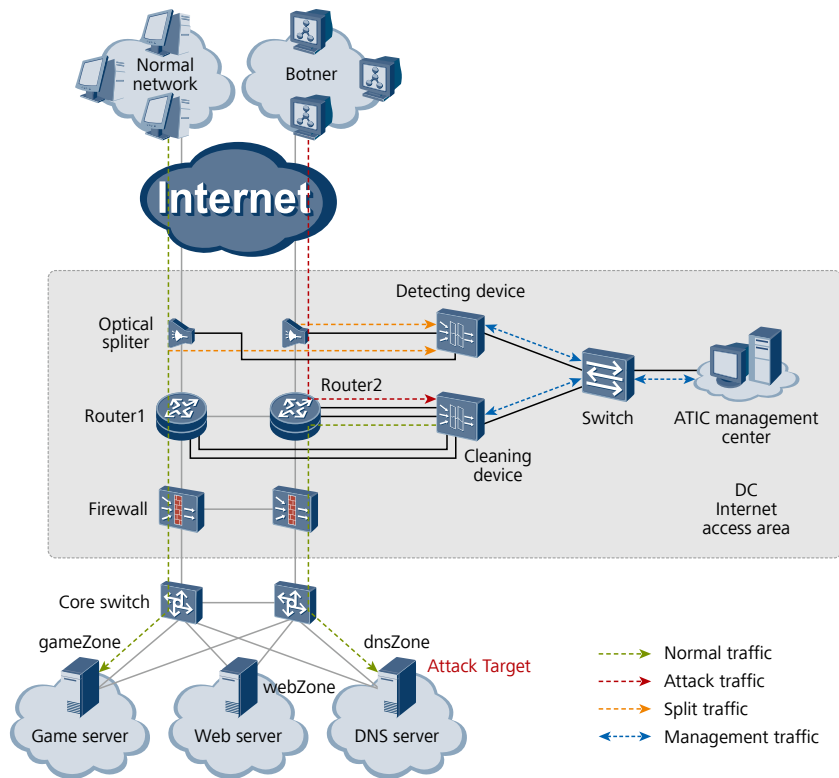 Normal
network
Botner
Internet
Detecting device
Optical
spliter
Router2
Router1
Switch
ATIC management
center
Cleaning
device
Firewall
DC
Internet
access area
Core switch
gameZone
dnsZone
Attack Target
webZone
Game server
Web server
DNS server
Normal traffic
Attack traffic
Split traffic
Management traffic